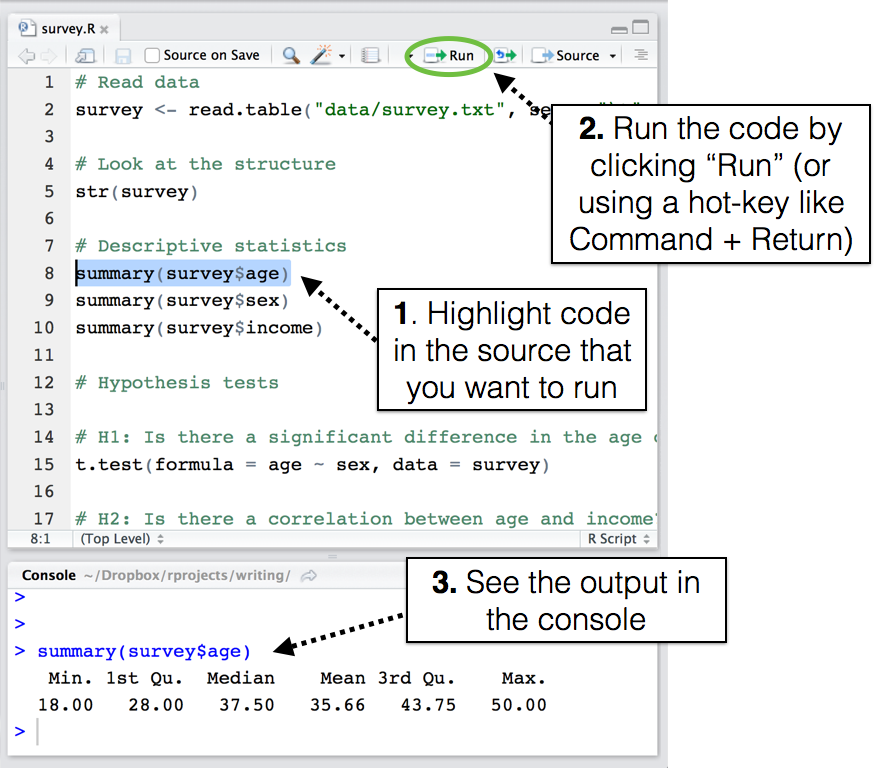 survey.R
Source on Save
Run
Source
1 # Read data
2 survey <- read.table("data/survey.txt",
3
4 # Look at the structure
5 str(survey)
6
7 # Descriptive statistics
8 summary(survey$age)
9 summary(survey$sex)
10 summary(survey$income)
11
12 # Hypothesis tests
13
14 # H1: Is there a significant difference in the age
15 t.test(formula = age ~ sex, data = survey)
16
17 # H2: Is there a correlation between age and income?
8:1 (Top Level) R Script
2. Run the code by
clicking “Run” (or
using a hot-key like
Command + Return)
1. Highlight code
in the source that
you want to run
Console ~/Dropbox/rprojects/writing/
3. See the output in
the console
>
>
> summary(survey$age)
Min. 1st Qu. Median Mean 3rd Qu. Max.
18.00 28.00 37.50 35.66 43.75 50.00
>